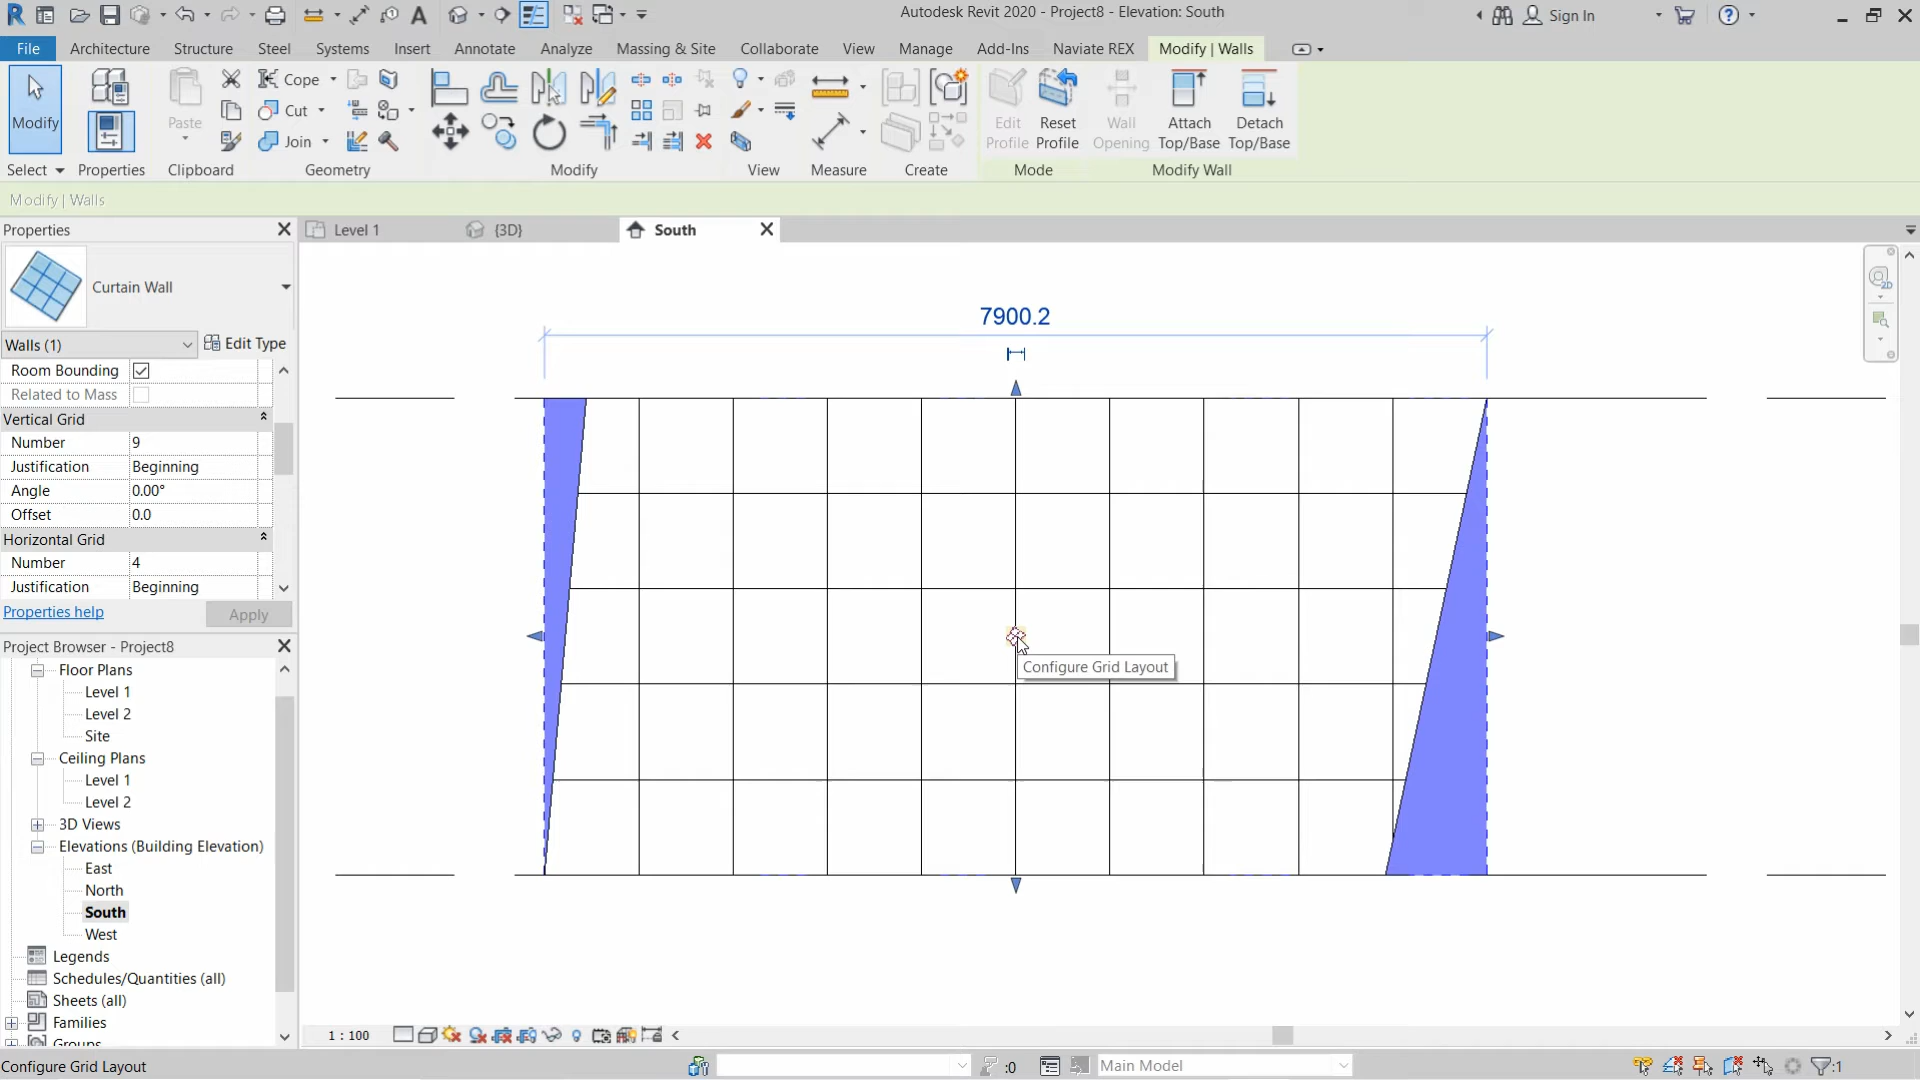 Autodesk Revit 2020 - Project8 - Elevation: South
Sign In
File Architecture Structure Steel Systems Insert Annotate Analyze Massing & Site Collaborate View Manage Add-Ins Naviate REX Modify | Walls
Modify
Paste
Cope
Cut
Join
Edit
Profile
Reset
Profile
Wall
Opening
Attach
Top/Base
Detach
Top/Base
Select Properties Clipboard Geometry Modify View Measure Create Mode Modify Wall
Modify | Walls
Properties
Level 1
{3D}
South
Curtain Wall
Walls (1)
Edit Type
Room Bounding
Related to Mass
Vertical Grid
Number 9
Justification Beginning
Angle 0.00°
Offset 0.0
Horizontal Grid
Number 4
Justification Beginning
Properties help
Apply
7900.2
2D
Configure Grid Layout
Project Browser - Project8
Floor Plans
Level 1
Level 2
Site
Ceiling Plans
Level 1
Level 2
3D Views
Elevations (Building Elevation)
East
North
South
West
Legends
Schedules/Quantities (all)
Sheets (all)
Families
Groups
1 : 100
Configure Grid Layout
:0
Main Model
:1